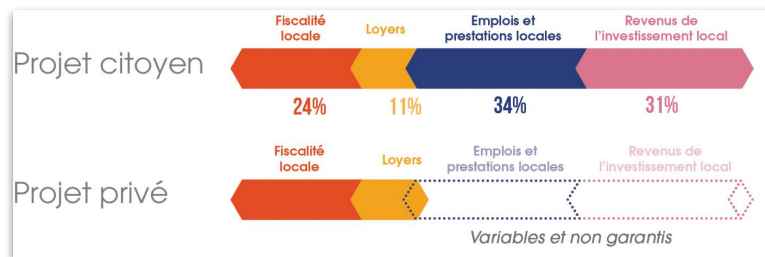 Fiscalité
locale
Loyers
Emplois et
prestations locales
Revenus de
l'investissement local
Projet citoyen
24%
11%
34%
31%
Fiscalité
locale
Loyers
Emplois et
prestations locales
Revenus de
l'investissement local
Projet privé
Variables et non garantis